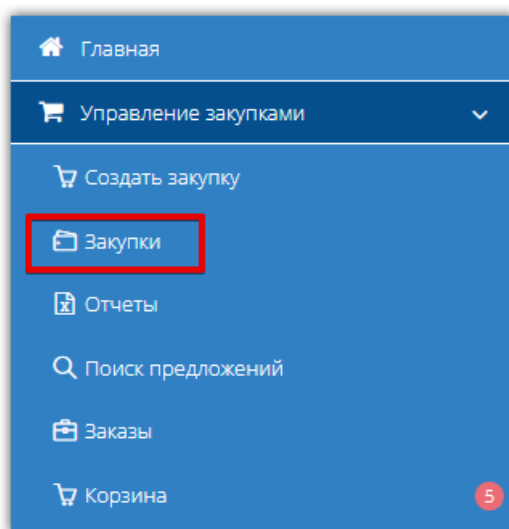 Главная
Управление закупками
Создать закупку
Закупки
Отчеты
Поиск предложений
Заказы
Корзина 5